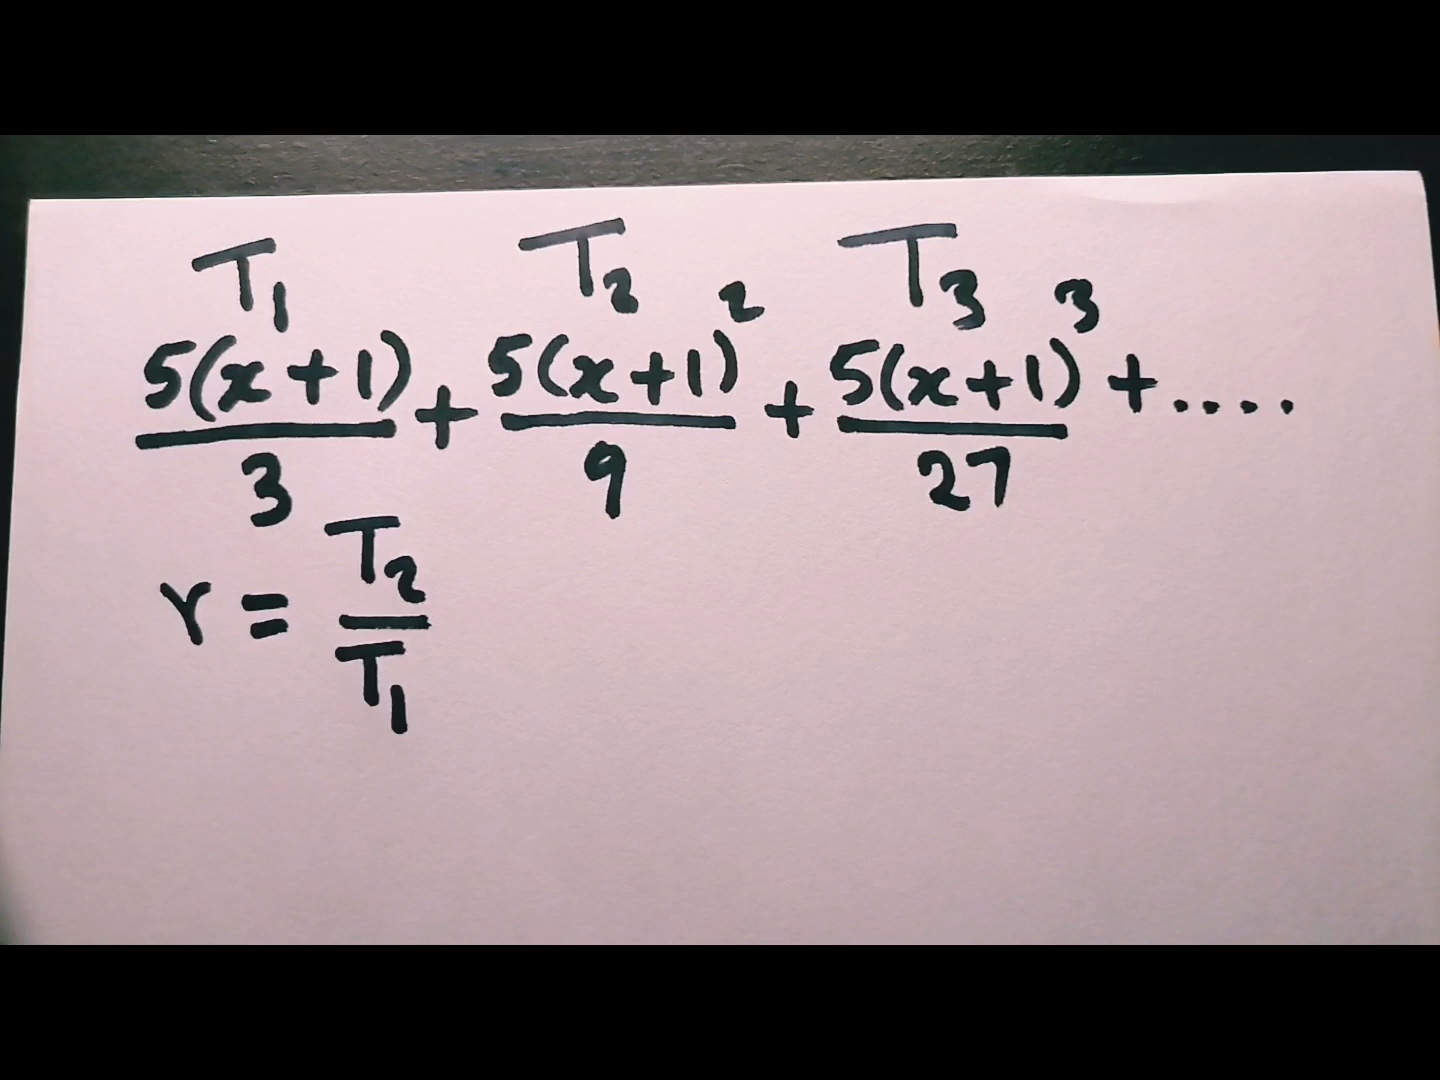 T₁ T₂ T₃
5(x+1)/3 + 5(x+1)²/9 + 5(x+1)³/27 + ....
r = T₂/T₁